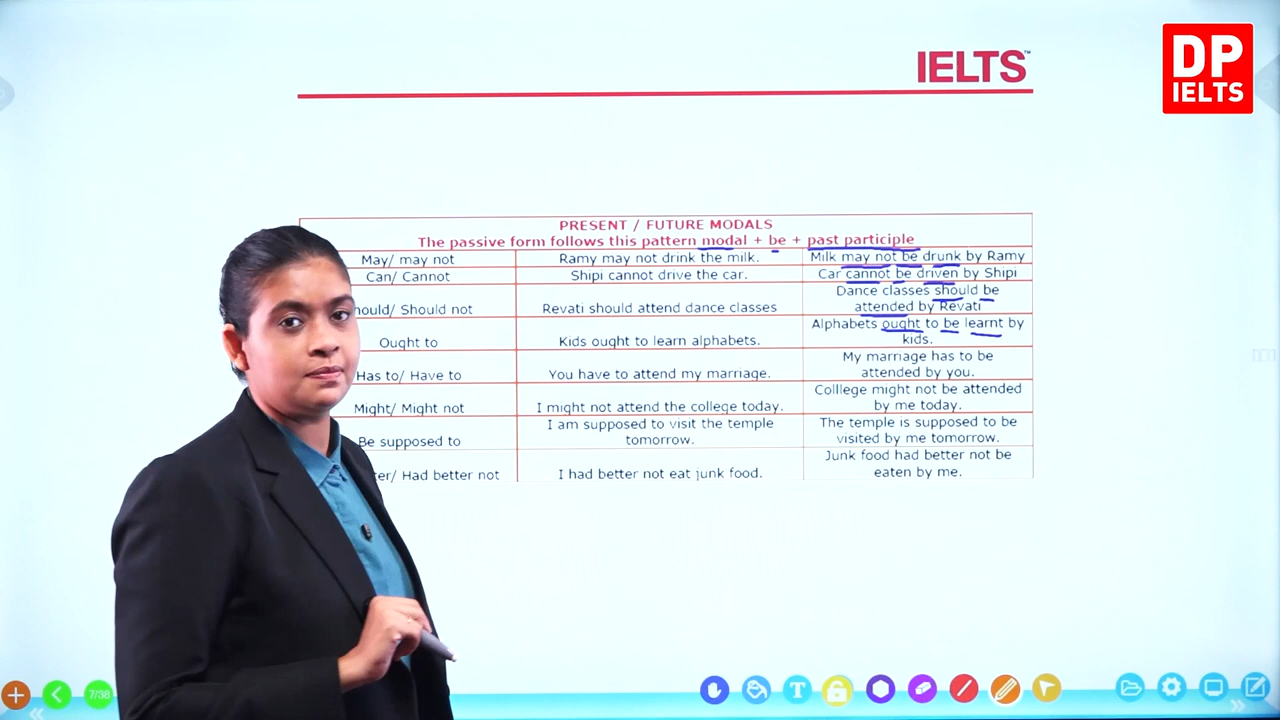 IELTS™
DP
IELTS
PRESENT / FUTURE MODALS
The passive form follows this pattern modal + be + past participle
May/ may not
Ramy may not drink the milk.
Milk may not be drunk by Ramy
Can/ Cannot
Shipi cannot drive the car.
Car cannot be driven by Shipi
Should not
Revati should attend dance classes
Dance classes should be
attended by Revati
Ought to
Kids ought to learn alphabets.
Alphabets ought to be learnt by
kids.
Has to/ Have to
You have to attend my marriage.
My marriage has to be
attended by you.
Might/ Might not
I might not attend the college today.
Colllege might not be attended
by me today.
Be supposed to
I am supposed to visit the temple
tomorrow.
The temple is supposed to be
visited by me tomorrow.
Had better not
I had better not eat junk food.
Junk food had better not be
eaten by me.
7/38